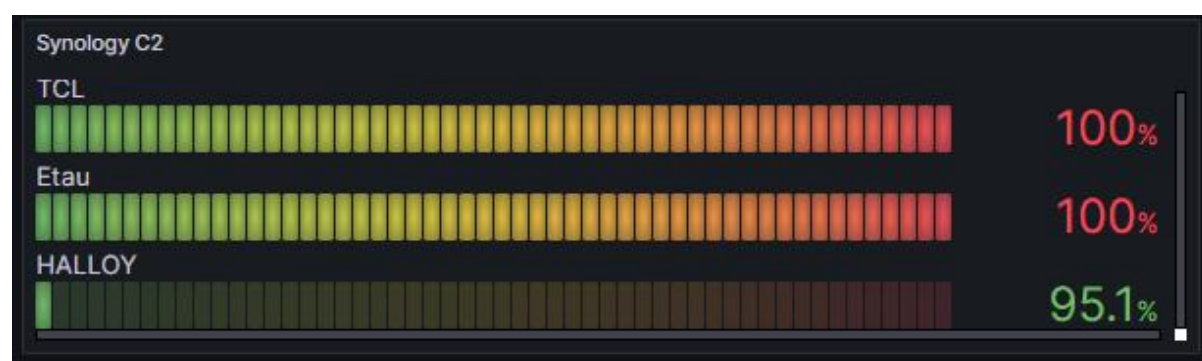 Synology C2
TCL
100%
Etau
100%
HALLOY
95.1%